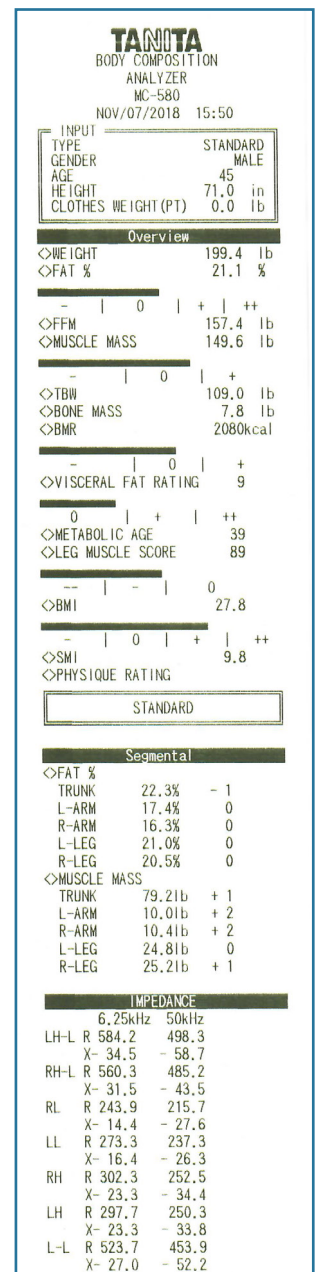 TANITA
BODY COMPOSITION
ANALYZER
MC-580
NOV/07/2018 15:50
INPUT
TYPE STANDARD
GENDER MALE
AGE 45
HEIGHT 71.0 in
CLOTHES WEIGHT(PT) 0.0 lb
Overview
◇WEIGHT 199.4 lb
◇FAT % 21.1 %
- | 0 | + | ++
◇FFM 157.4 lb
◇MUSCLE MASS 149.6 lb
- | 0 | +
◇TBW 109.0 lb
◇BONE MASS 7.8 lb
◇BMR 2080kcal
- | 0 | +
◇VISCERAL FAT RATING 9
0 | + | ++
◇METABOLIC AGE 39
◇LEG MUSCLE SCORE 89
-- | - | 0
◇BMI 27.8
- | 0 | + | ++
◇SMI 9.8
◇PHYSIQUE RATING
STANDARD
Segmental
◇FAT %
TRUNK 22.3% - 1
L-ARM 17.4% 0
R-ARM 16.3% 0
L-LEG 21.0% 0
R-LEG 20.5% 0
◇MUSCLE MASS
TRUNK 79.2lb + 1
L-ARM 10.0lb + 2
R-ARM 10.4lb + 2
L-LEG 24.8lb 0
R-LEG 25.2lb + 1
IMPEDANCE
6.25kHz 50kHz
LH-L R 584.2 498.3
X- 34.5 - 58.7
RH-L R 560.3 485.2
X- 31.5 - 43.5
RL R 243.9 215.7
X- 14.4 - 27.6
LL R 273.3 237.3
X- 16.4 - 26.3
RH R 302.3 252.5
X- 23.3 - 34.4
LH R 297.7 250.3
X- 23.3 - 33.8
L-L R 523.7 453.9
X- 27.0 - 52.2